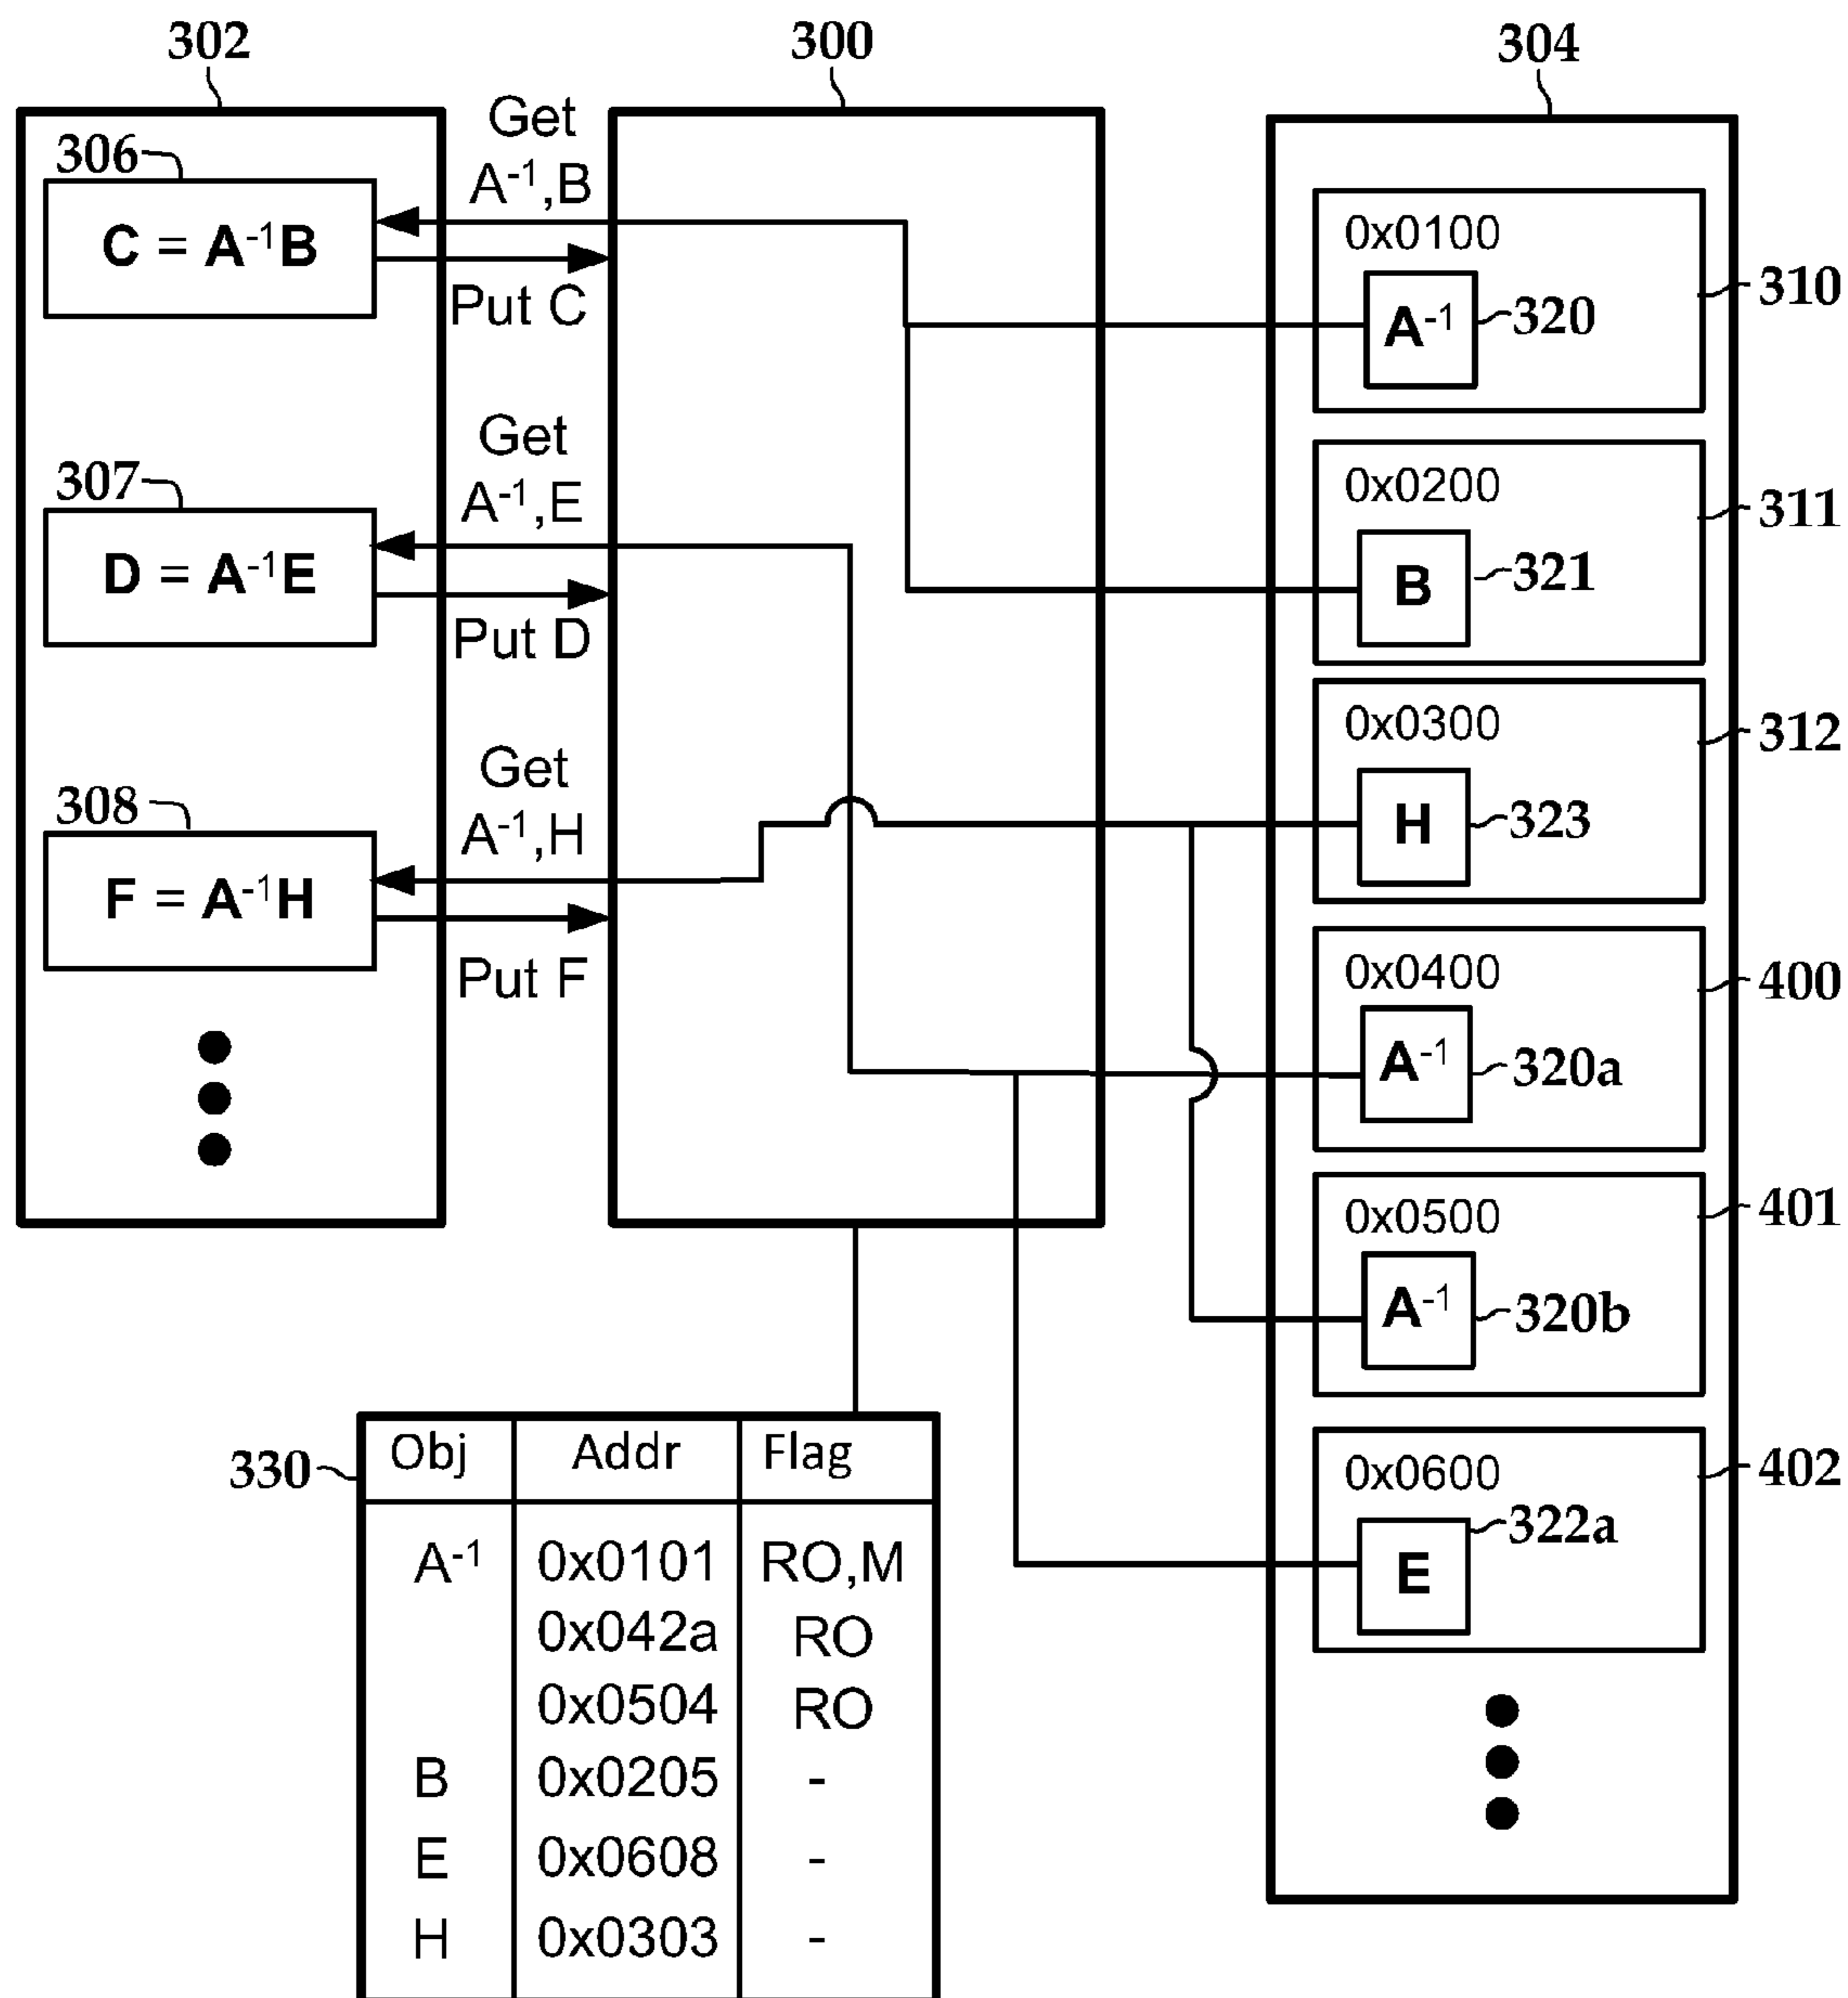 302
300
304
306
C = A⁻¹B
Get
A⁻¹,B
Put C
307
D = A⁻¹E
Get
A⁻¹,E
Put D
308
F = A⁻¹H
Get
A⁻¹,H
Put F
0x0100
A⁻¹
320
310
0x0200
B
321
311
0x0300
H
323
312
0x0400
A⁻¹
320a
400
0x0500
A⁻¹
320b
401
0x0600
E
322a
402
330
Obj Addr Flag
A⁻¹ 0x0101 RO,M
0x042a RO
0x0504 RO
B 0x0205 -
E 0x0608 -
H 0x0303 -